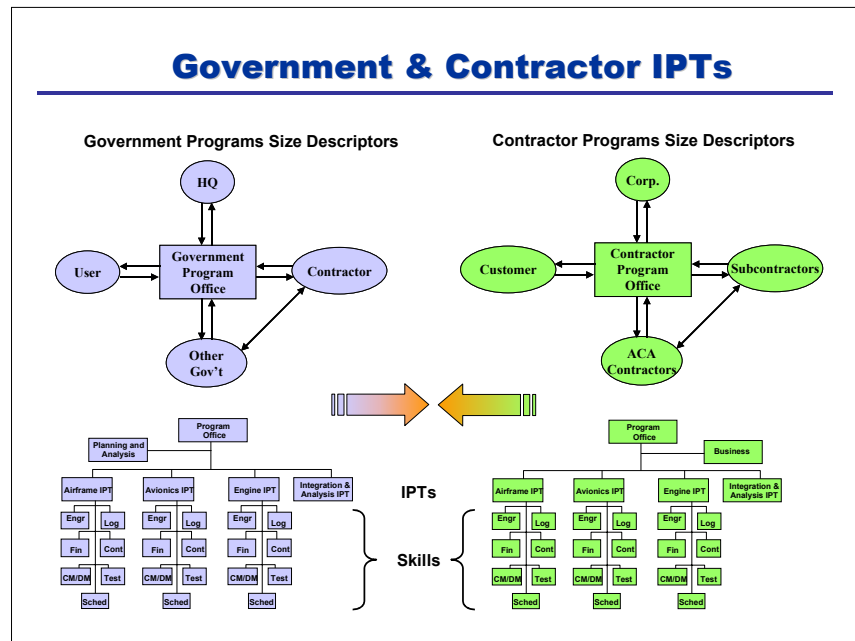 Government & Contractor IPTs
Government Programs Size Descriptors
HQ
User
Government
Program
Office
Contractor
Other
Gov't
Contractor Programs Size Descriptors
Corp.
Customer
Contractor
Program
Office
Subcontractors
ACA
Contractors
Program
Office
Planning and
Analysis
Airframe IPT
Avionics IPT
Engine IPT
Integration &
Analysis IPT
Engr
Log
Engr
Log
Engr
Log
Fin
Cont
Fin
Cont
Fin
Cont
CM/DM
Test
CM/DM
Test
CM/DM
Test
Sched
Sched
Sched
IPTs
Skills
Program
Office
Business
Airframe IPT
Avionics IPT
Engine IPT
Integration &
Analysis IPT
Engr
Log
Engr
Log
Engr
Log
Fin
Cont
Fin
Cont
Fin
Cont
CM/DM
Test
CM/DM
Test
CM/DM
Test
Sched
Sched
Sched